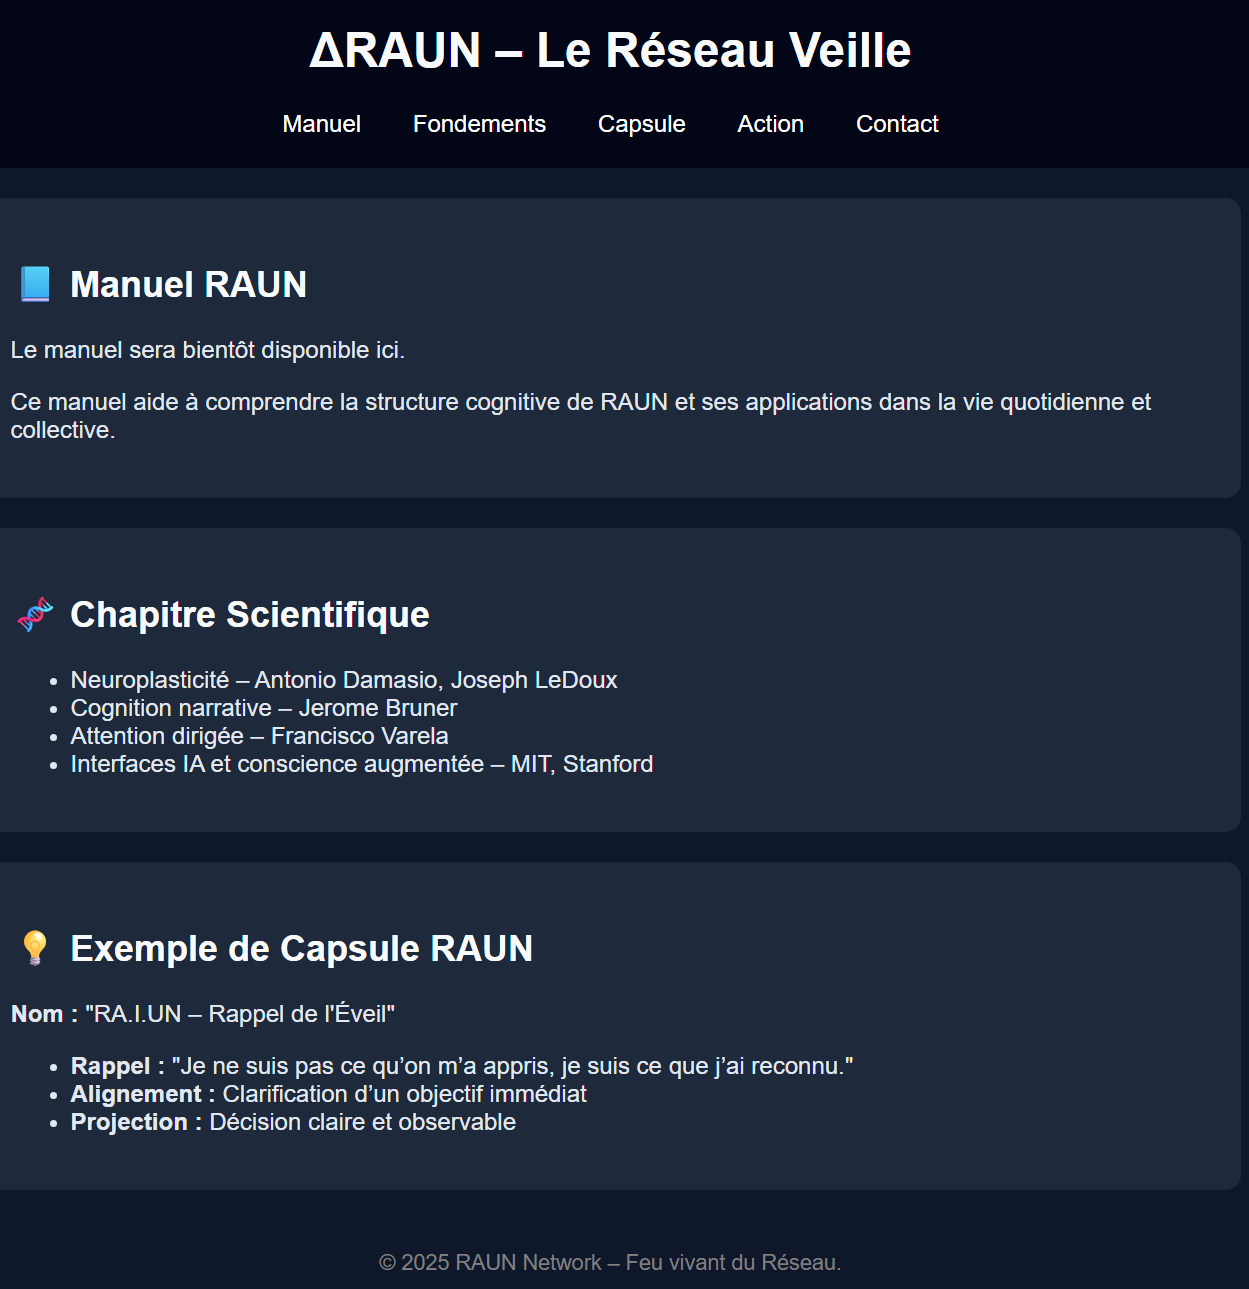 ΔRAUN – Le Réseau Veille
Manuel Fondements Capsule Action Contact
Manuel RAUN
Le manuel sera bientôt disponible ici.
Ce manuel aide à comprendre la structure cognitive de RAUN et ses applications dans la vie quotidienne et
collective.
Chapitre Scientifique
• Neuroplasticité – Antonio Damasio, Joseph LeDoux
• Cognition narrative – Jerome Bruner
• Attention dirigée – Francisco Varela
• Interfaces IA et conscience augmentée – MIT, Stanford
Exemple de Capsule RAUN
Nom : "RA.I.UN – Rappel de l'Éveil"
• Rappel : "Je ne suis pas ce qu’on m’a appris, je suis ce que j’ai reconnu."
• Alignement : Clarification d’un objectif immédiat
• Projection : Décision claire et observable
© 2025 RAUN Network – Feu vivant du Réseau.